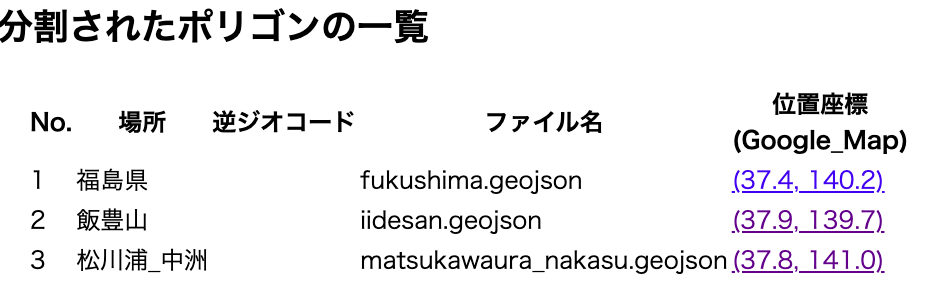 分割されたポリゴンの一覧
No. 場所 逆ジオコード ファイル名 位置座標
(Google_Map)
1 福島県 fukushima.geojson (37.4, 140.2)
2 飯豊山 iidesan.geojson (37.9, 139.7)
3 松川浦_中洲 matsukawaura_nakasu.geojson (37.8, 141.0)